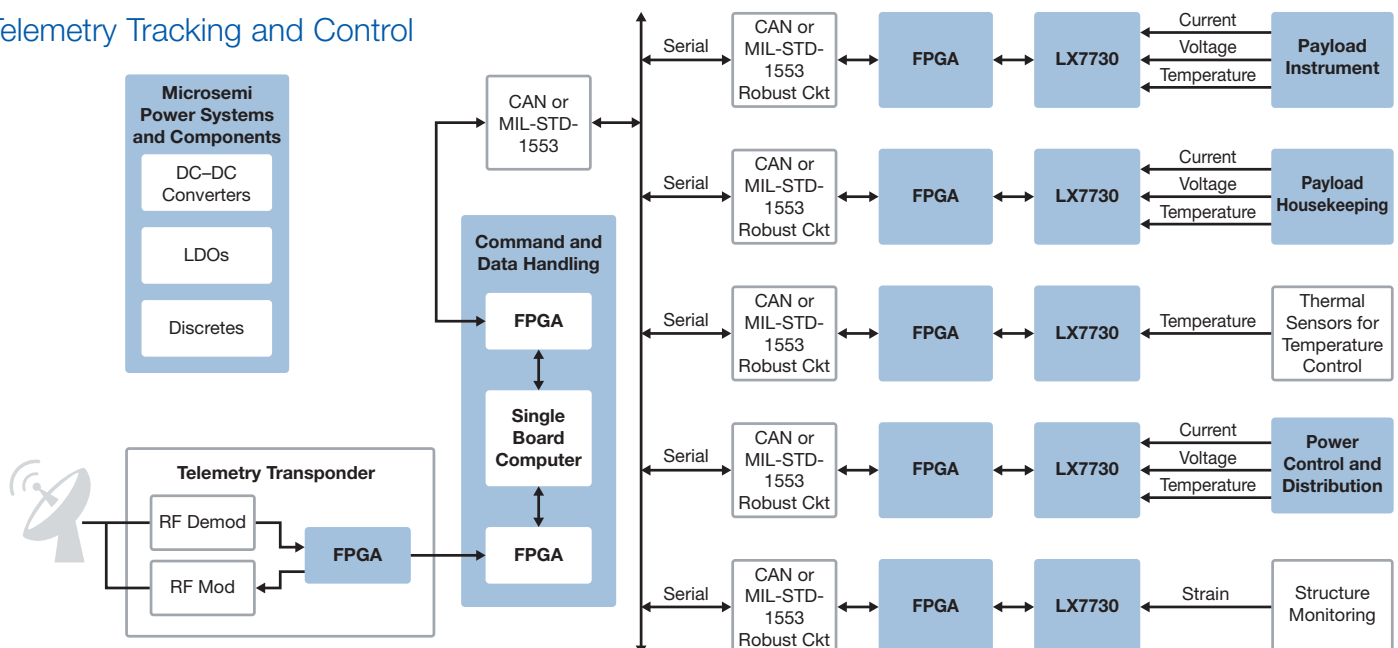 elemetry Tracking and Control
Microsemi
Power Systems
and Components
DC–DC
Converters
LDOs
Discretes
CAN or
MIL-STD-
1553
Command and
Data Handling
FPGA
Single
Board
Computer
FPGA
Telemetry Transponder
RF Demod
RF Mod
FPGA
Serial
CAN or
MIL-STD-
1553
Robust Ckt
FPGA
LX7730
Current
Voltage
Temperature
Payload
Instrument
Serial
CAN or
MIL-STD-
1553
Robust Ckt
FPGA
LX7730
Current
Voltage
Temperature
Payload
Housekeeping
Serial
CAN or
MIL-STD-
1553
Robust Ckt
FPGA
LX7730
Temperature
Thermal
Sensors for
Temperature
Control
Serial
CAN or
MIL-STD-
1553
Robust Ckt
FPGA
LX7730
Current
Voltage
Temperature
Power
Control and
Distribution
Serial
CAN or
MIL-STD-
1553
Robust Ckt
FPGA
LX7730
Strain
Structure
Monitoring